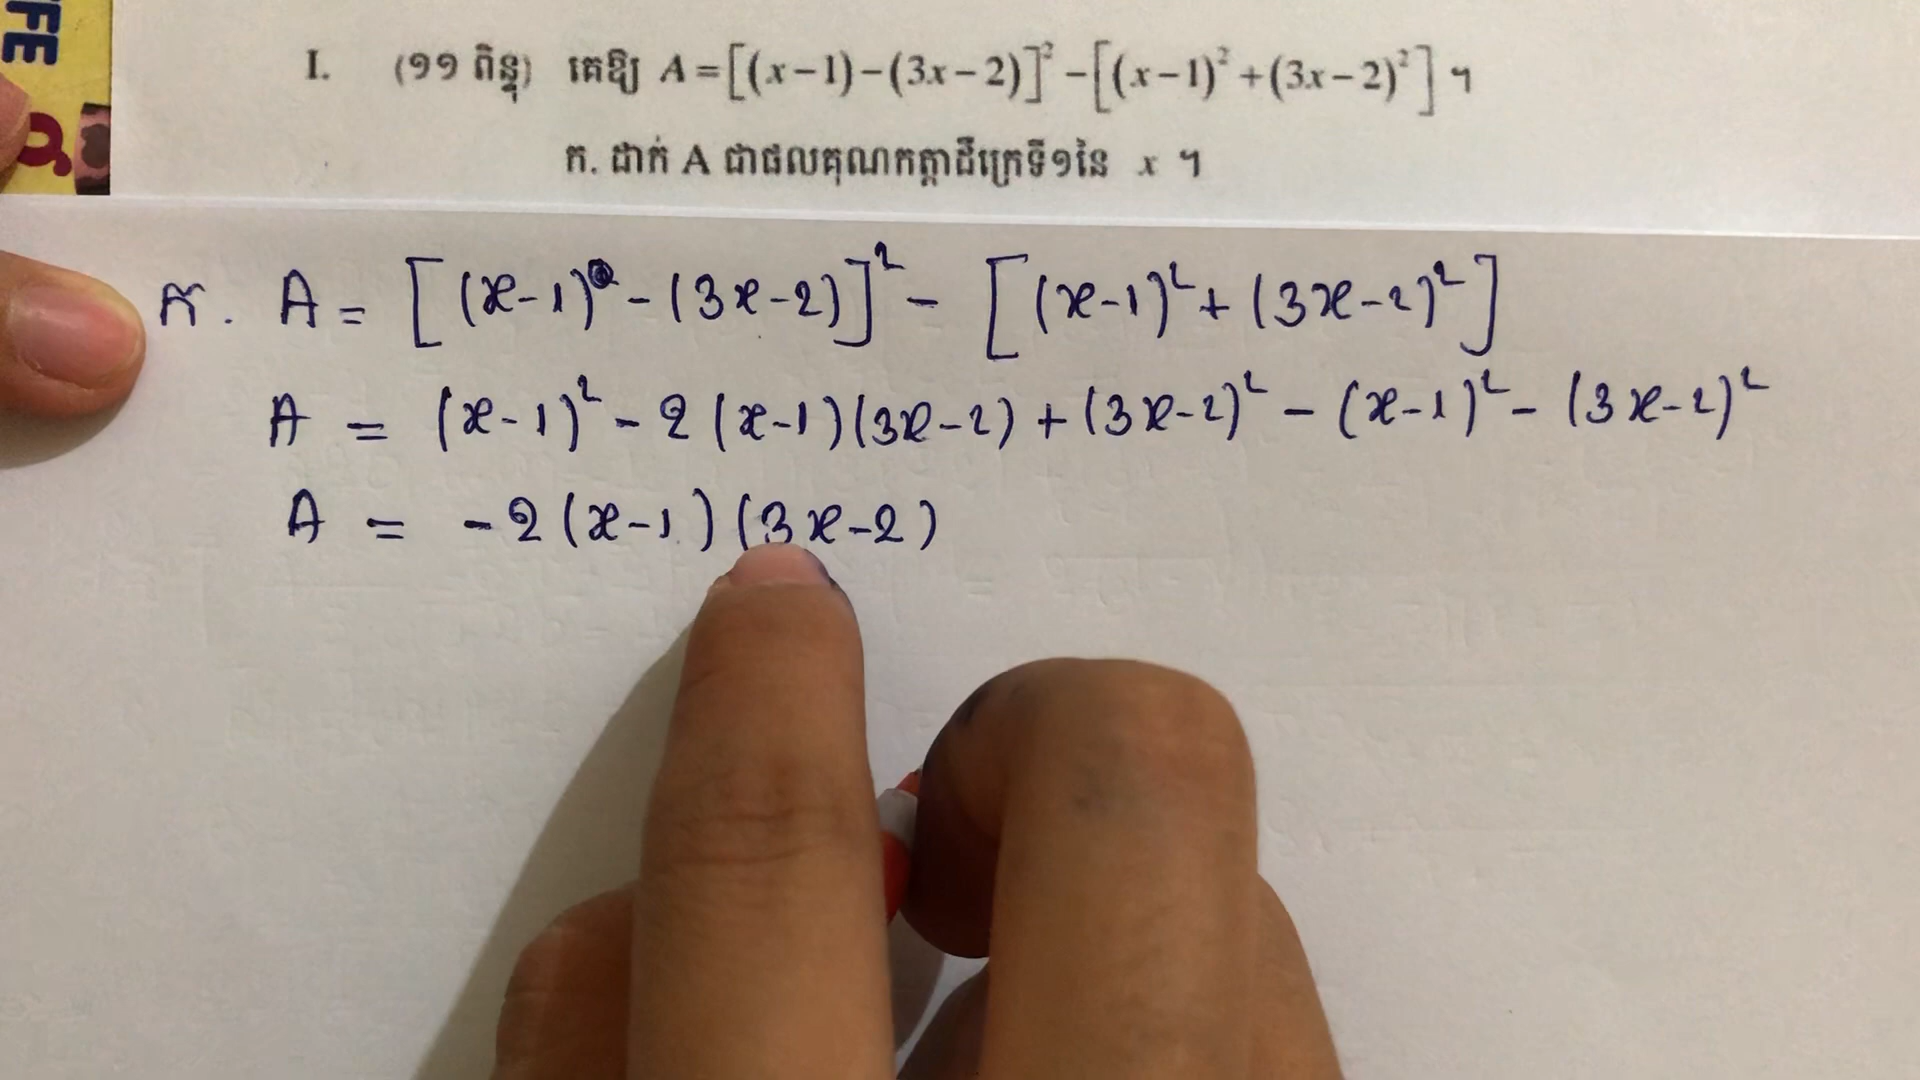 FE
I. (១១ ពិន្ទុ) គេឱ្យ A = [(x−1)−(3x−2)]² −[(x−1)² +(3x−2)²] ។
ក. ដាក់ A ជាផលគុណកត្តាដឺក្រេទី១នៃ x ។
ក. A = [(x-1) - (3x-2)]² - [(x-1)² + (3x-2)²]
A = (x-1)² - 2(x-1)(3x-2) + (3x-2)² - (x-1)² - (3x-2)²
A = -2(x-1)(3x-2)